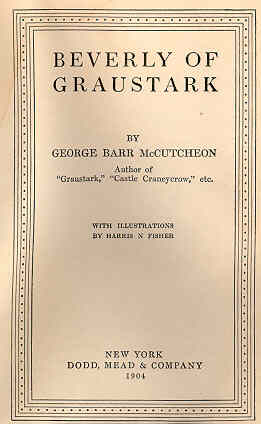 BEVERLY OF
GRAUSTARK
BY
GEORGE BARR McCUTCHEON
Author of
"Graustark," "Castle Craneycrow," etc.
WITH ILLUSTRATIONS
BY HARRIS N FISHER
NEW YORK
DODD, MEAD & COMPANY
1904